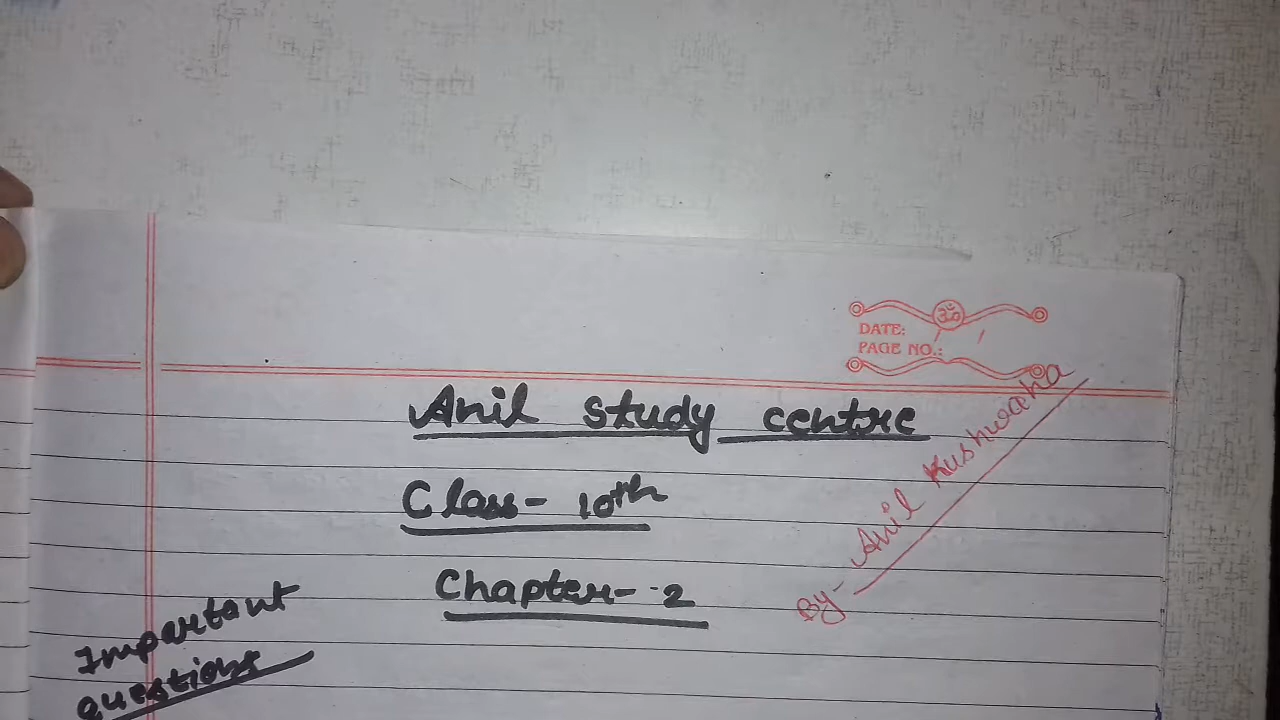 ॐ
DATE:
PAGE NO.:
Anil study centre
Class- 10th
Chapter- 2
By- Anil Kushwaha
Important
questions